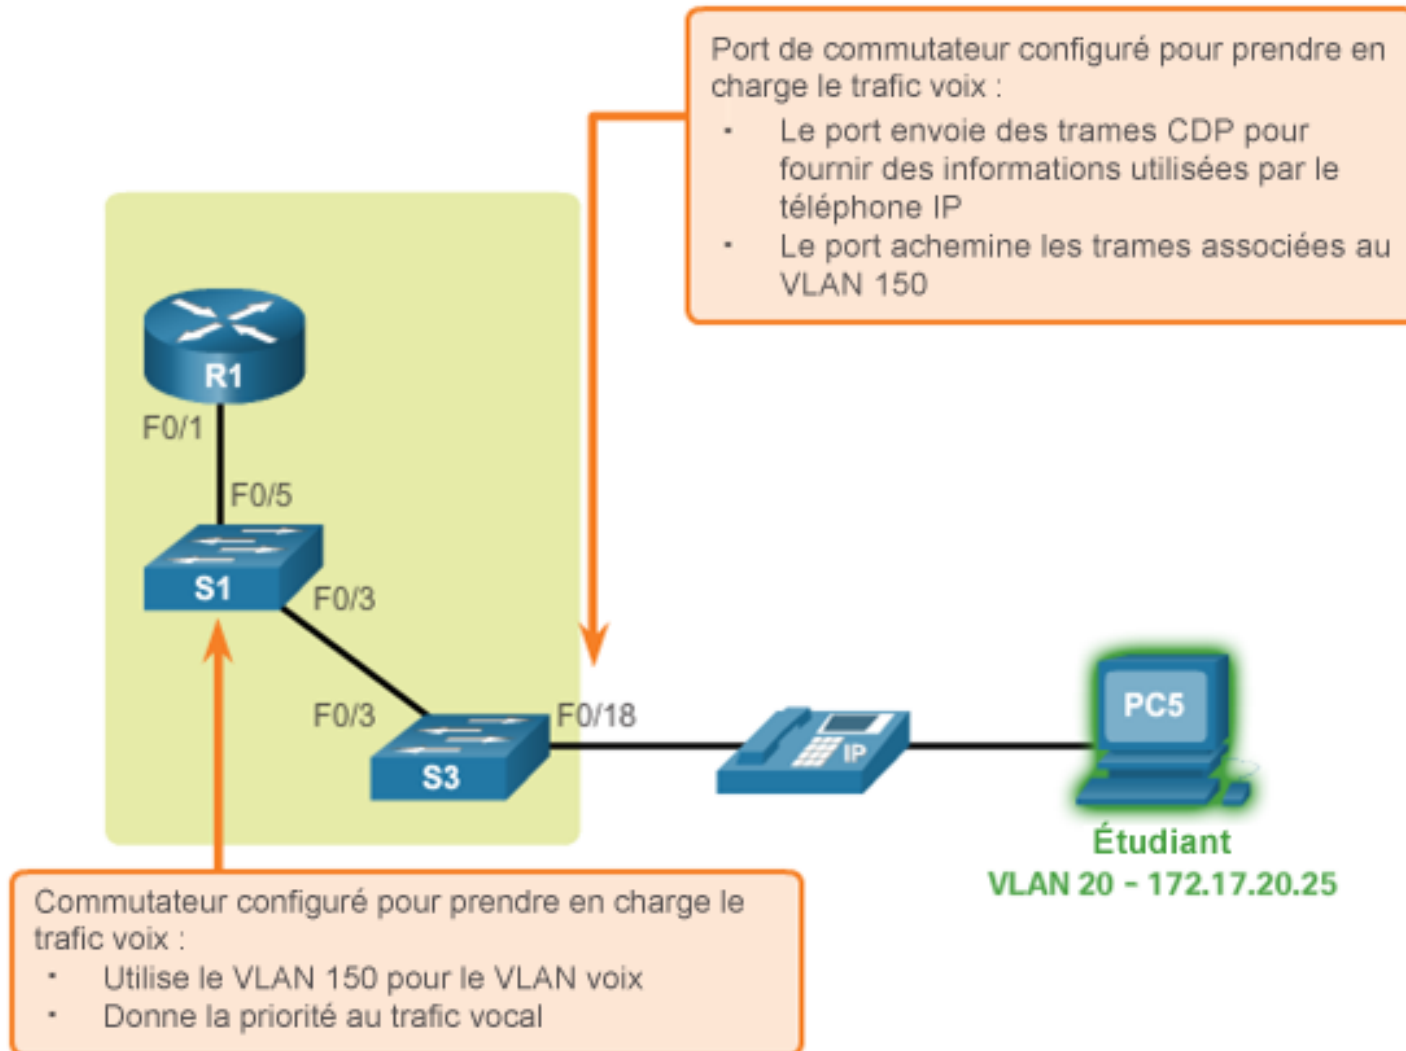 Port de commutateur configuré pour prendre en
charge le trafic voix :
· Le port envoie des trames CDP pour
fournir des informations utilisées par le
téléphone IP
· Le port achemine les trames associées au
VLAN 150
R1
F0/1
F0/5
S1
F0/3
F0/3
F0/18
S3
IP
PC5
Étudiant
VLAN 20 - 172.17.20.25
Commutateur configuré pour prendre en charge le
trafic voix :
· Utilise le VLAN 150 pour le VLAN voix
· Donne la priorité au trafic vocal